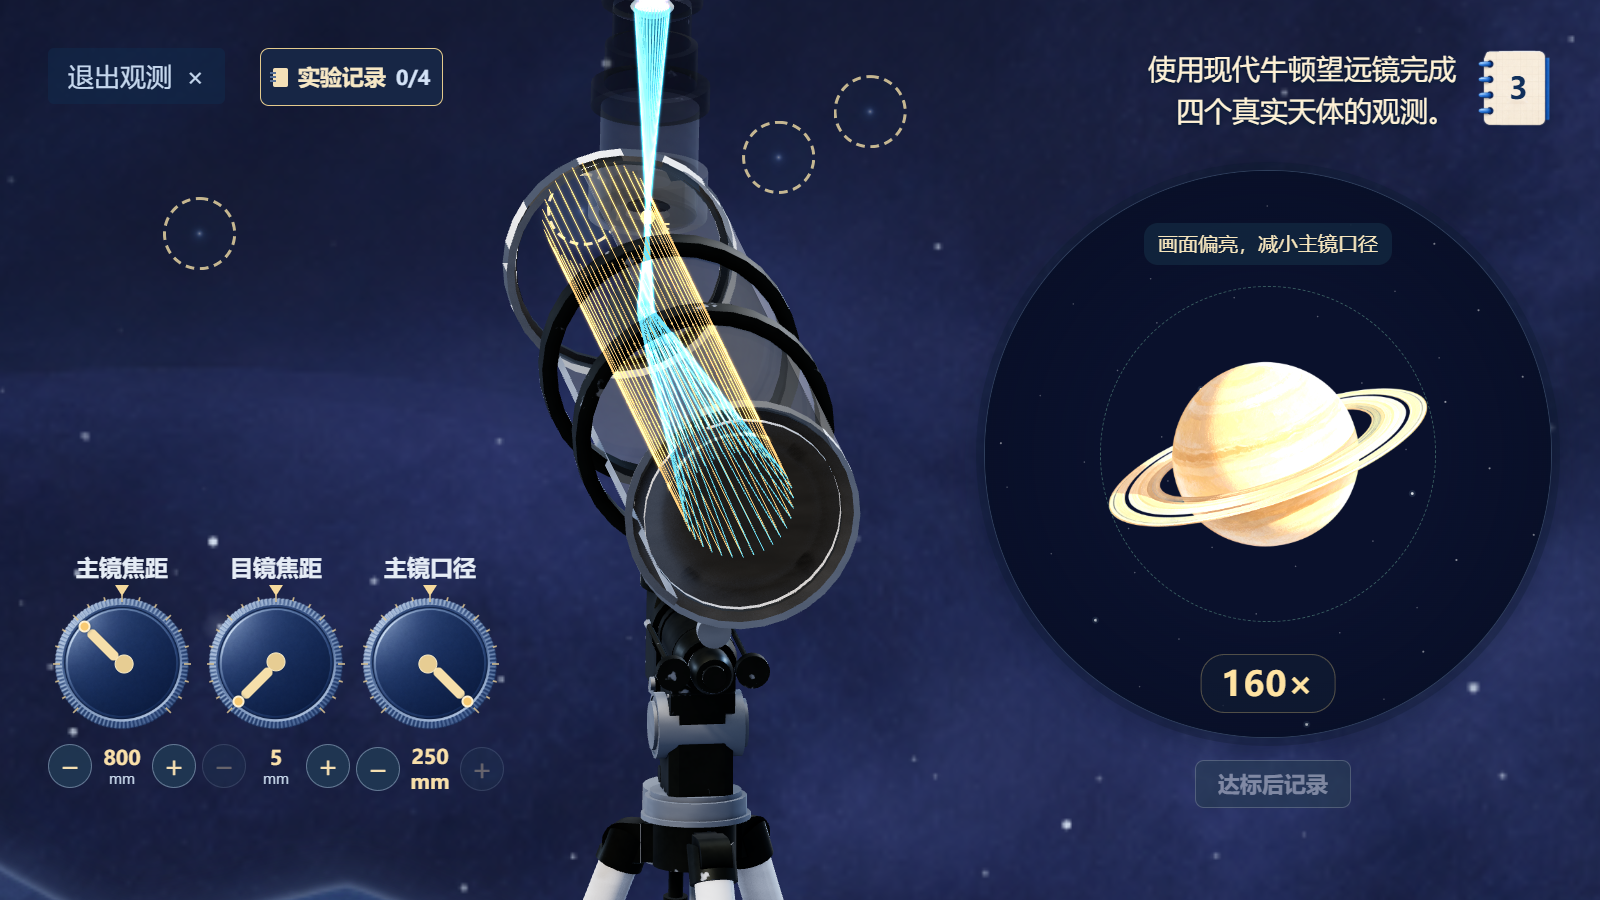 退出观测 ×
实验记录 0/4
使用现代牛顿望远镜完成
四个真实天体的观测。
3
画面偏亮，减小主镜口径
160×
达标后记录
主镜焦距
目镜焦距
主镜口径
− 800 mm +
− 5 mm +
− 250 mm +